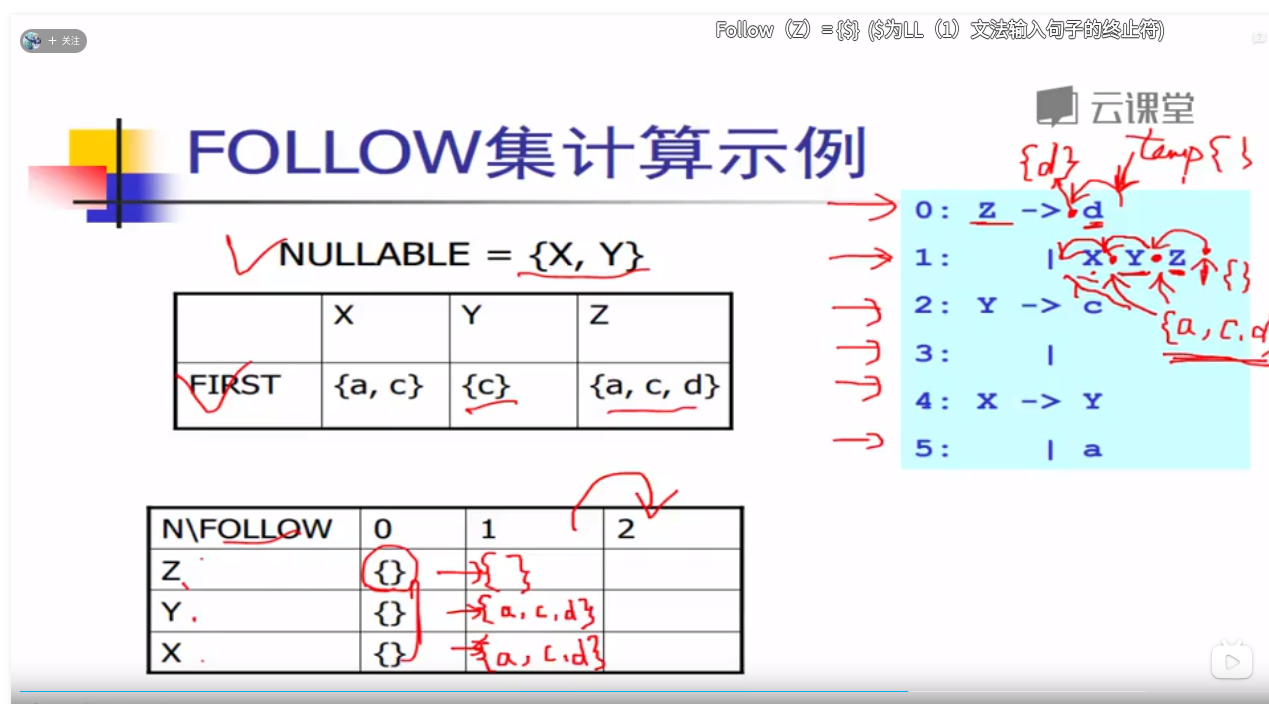 Follow（Z）= {$}（$为LL（1）文法输入句子的终止符)
+ 关注
云课堂
FOLLOW集计算示例
{d} temp { }
0: Z -> d
NULLABLE = {X, Y}
1: | X Y Z { }
X Y Z
2: Y -> c
{a, c, d
3: |
FIRST {a, c} {c} {a, c, d}
4: X -> Y
5: | a
N\FOLLOW 0 1 2
Z {} { }
Y {} {a, c, d}
X {} {a, c, d}